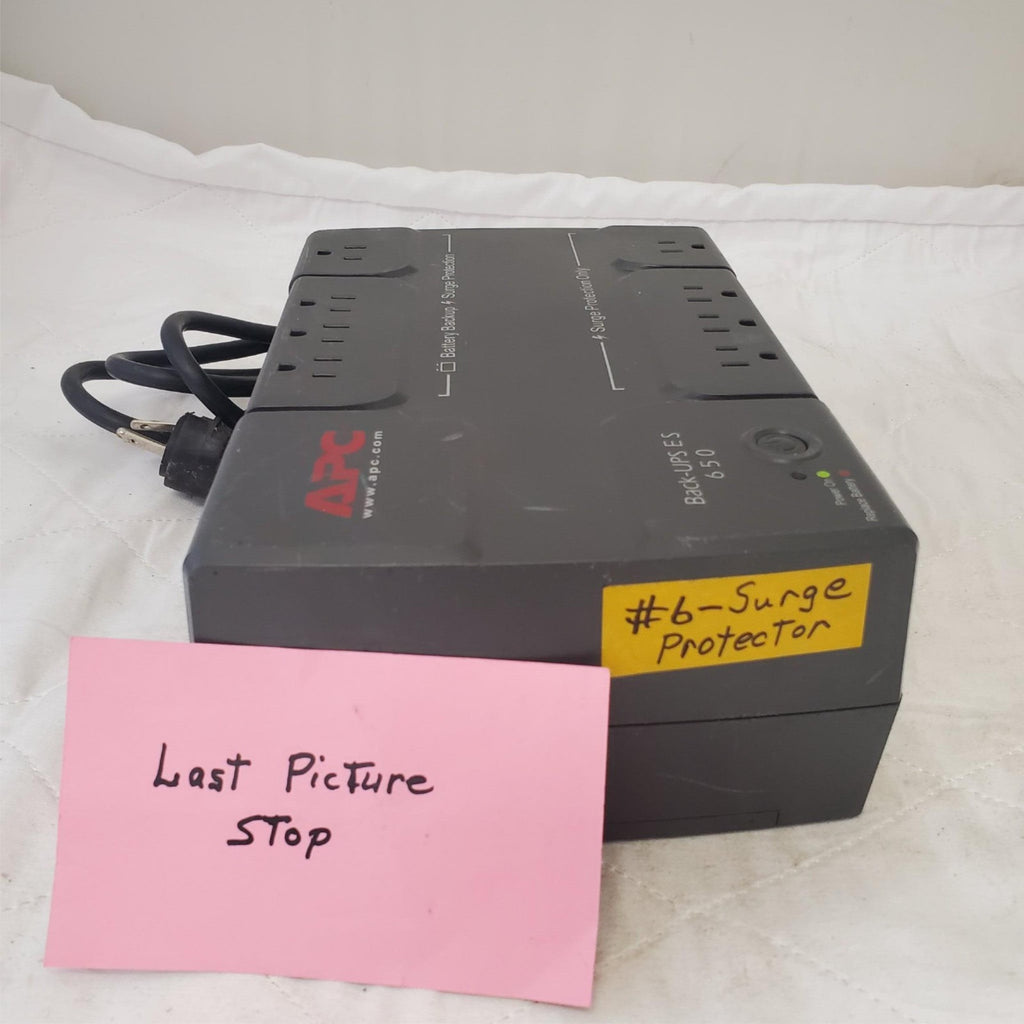 Battery Backup Surge Protection
Surge Protection Only
APC
www.apc.com
Back-UPS ES
650
Power On
Replace Battery
#6-Surge
Protector
Last Picture
Stop